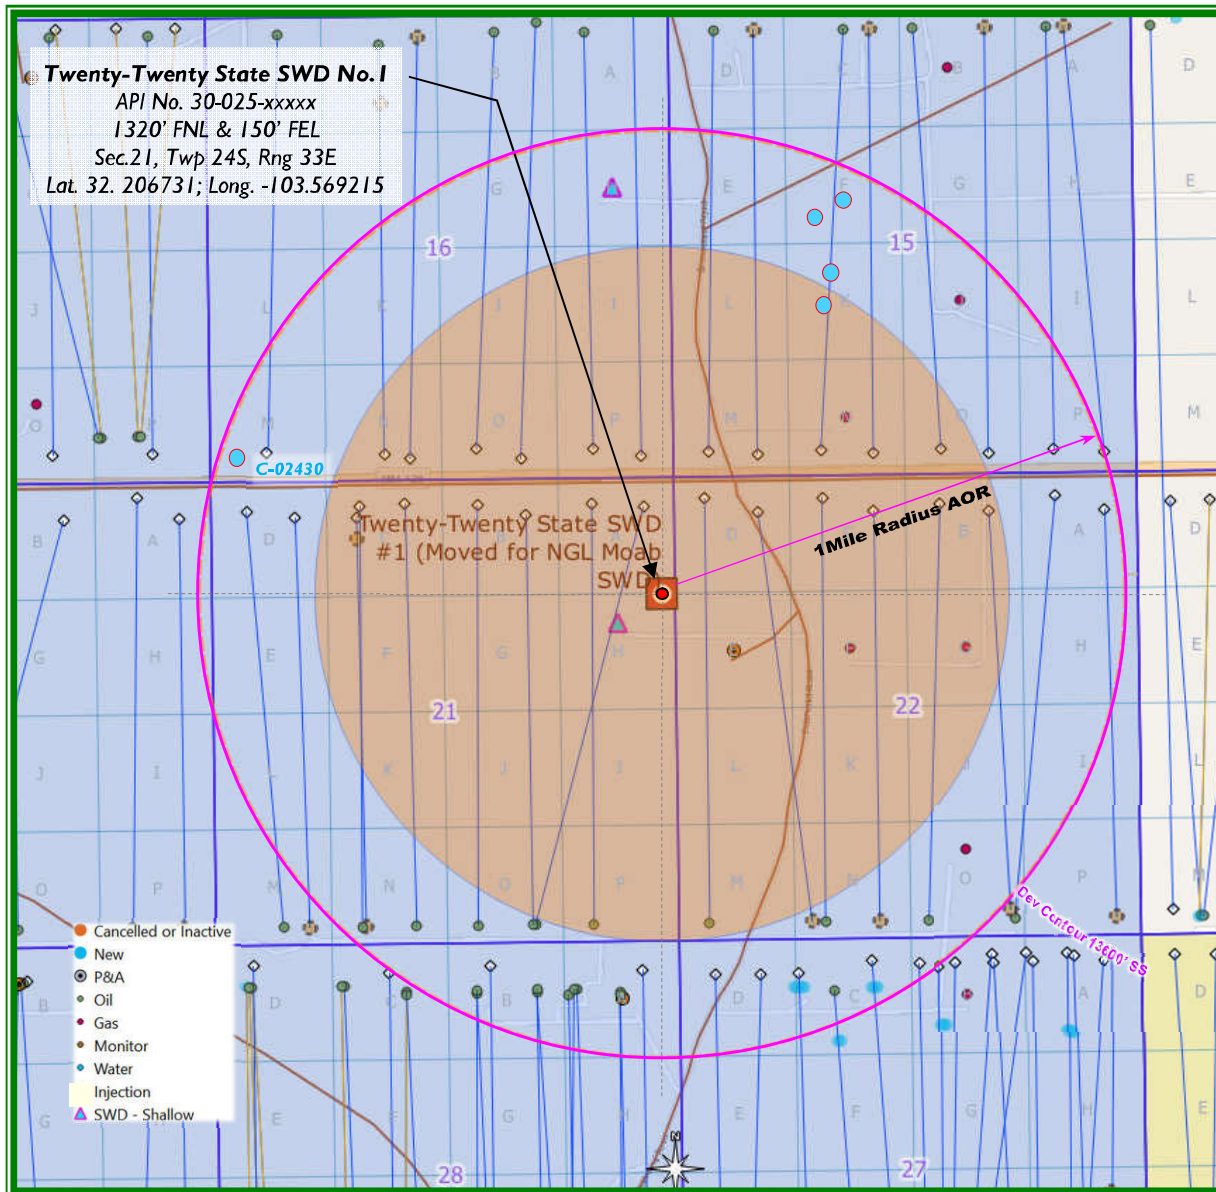 Twenty-Twenty State SWD No.1
API No. 30-025-xxxxx
1320' FNL & 150' FEL
Sec.21, Twp 24S, Rng 33E
Lat. 32. 206731; Long. -103.569215
B
A
D
C
B
A
D
G
E
F
G
H
E
16
15
J
L
K
J
I
L
K
I
L
O
M
N
O
P
M
O
P
M
C-02430
1Mile Radius AOR
Twenty-Twenty State SWD
#1 (Moved for NGL Moab
SWD)
B
A
D
B
A
D
B
A
D
G
H
E
F
G
H
H
E
21
22
J
I
L
K
J
I
L
K
J
I
L
O
P
M
N
O
P
M
N
O
P
M
Dev Contour 13600' SS
Cancelled or Inactive
New
P&A
Oil
Gas
Monitor
Water
Injection
SWD - Shallow
B
D
C
B
D
C
A
D
G
E
F
G
H
E
F
G
H
E
N
28
27